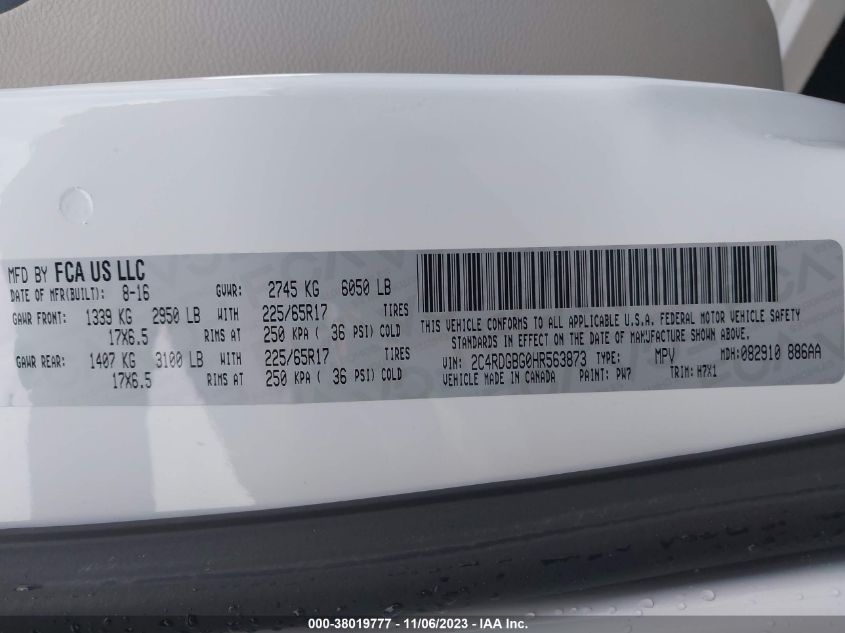 MFD BY FCA US LLC
DATE OF MFR(BUILT): 8-16 GVWR: 2745 KG 6050 LB
GAWR FRONT: 1339 KG 2950 LB WITH 225/65R17 TIRES
17X6.5 RIMS AT 250 KPA ( 36 PSI) COLD
GAWR REAR: 1407 KG 3100 LB WITH 225/65R17 TIRES
17X6.5 RIMS AT 250 KPA ( 36 PSI) COLD
THIS VEHICLE CONFORMS TO ALL APPLICABLE U.S.A. FEDERAL MOTOR VEHICLE SAFETY
STANDARDS IN EFFECT ON THE DATE OF MANUFACTURE SHOWN ABOVE.
VIN: 2C4RDGBG0HR563873 TYPE: MPV MDH:082910 886AA
VEHICLE MADE IN CANADA PAINT: PW7 TRIM: H7X1
000-38019777 - 11/06/2023 - IAA Inc.